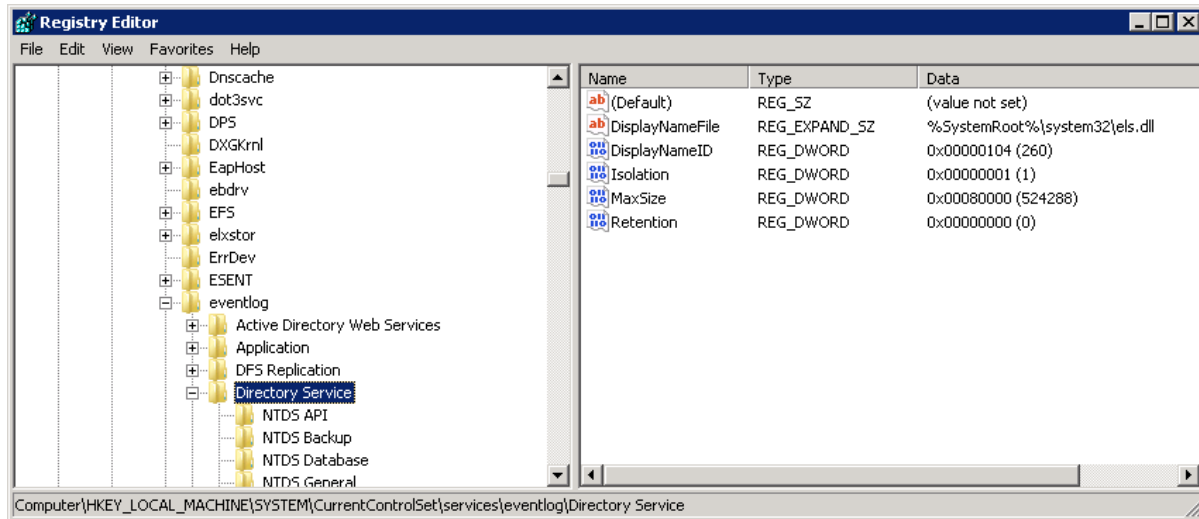 Registry Editor
File Edit View Favorites Help
Dnscache
dot3svc
DPS
DXGKrnl
EapHost
ebdrv
EFS
elxstor
ErrDev
ESENT
eventlog
Active Directory Web Services
Application
DFS Replication
Directory Service
NTDS API
NTDS Backup
NTDS Database
NTDS General
Name Type Data
(Default) REG_SZ (value not set)
DisplayNameFile REG_EXPAND_SZ %SystemRoot%\system32\els.dll
DisplayNameID REG_DWORD 0x00000104 (260)
Isolation REG_DWORD 0x00000001 (1)
MaxSize REG_DWORD 0x00080000 (524288)
Retention REG_DWORD 0x00000000 (0)
Computer\HKEY_LOCAL_MACHINE\SYSTEM\CurrentControlSet\services\eventlog\Directory Service